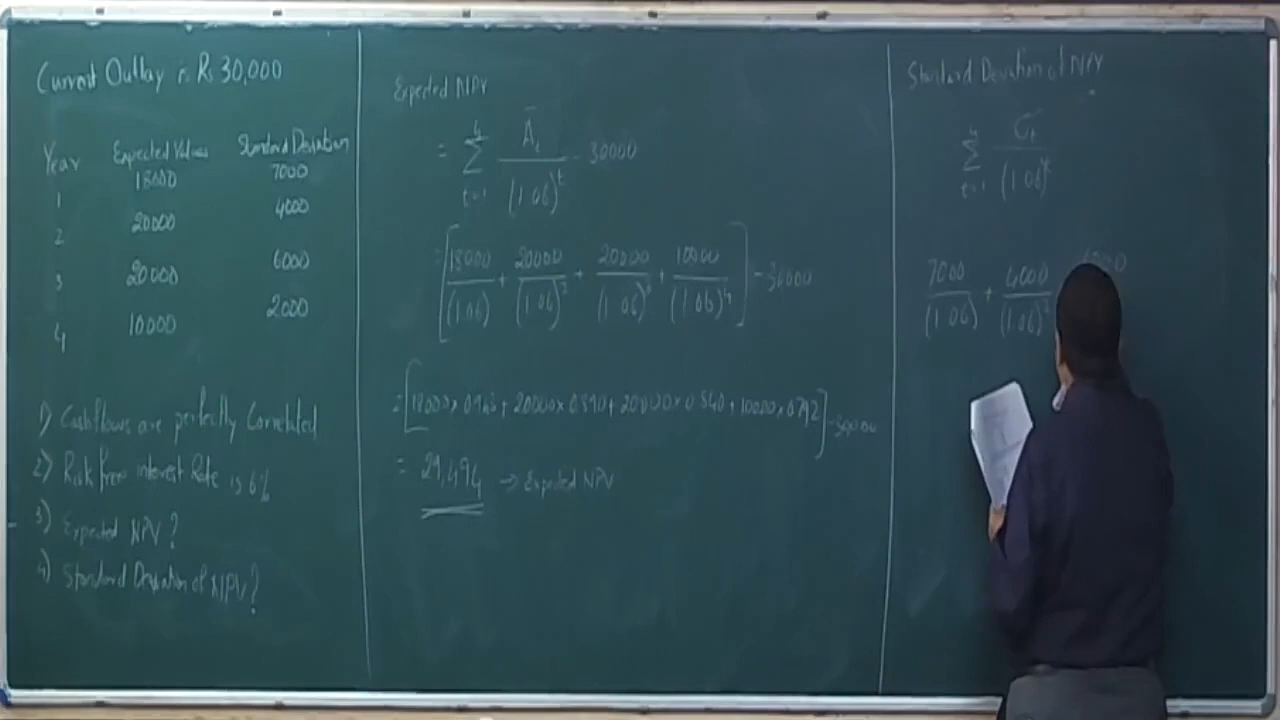 Current Outlay is Rs 30,000
Year Expected Values Standard Deviation
1 18000 7000
2 20000 4000
3 20000 6000
4 10000 2000
1) Cashflows are perfectly Correlated
2) Risk free interest Rate is 6%
3) Expected NPV?
4) Standard Deviation of NPV?
Expected NPV
= 4 Σ t=1 Āt / (1.06)^t - 30000
= [18000/(1.06) + 20000/(1.06)^2 + 20000/(1.06)^3 + 10000/(1.06)^4] - 30000
= [18000 x 0.943 + 20000 x 0.890 + 20000 x 0.840 + 10000 x 0.792] - 30000
= 29,494 → Expected NPV
Standard Deviation of NPV
4 Σ t=1 σt / (1.06)^t
7000/(1.06) + 4000/(1.06)^2